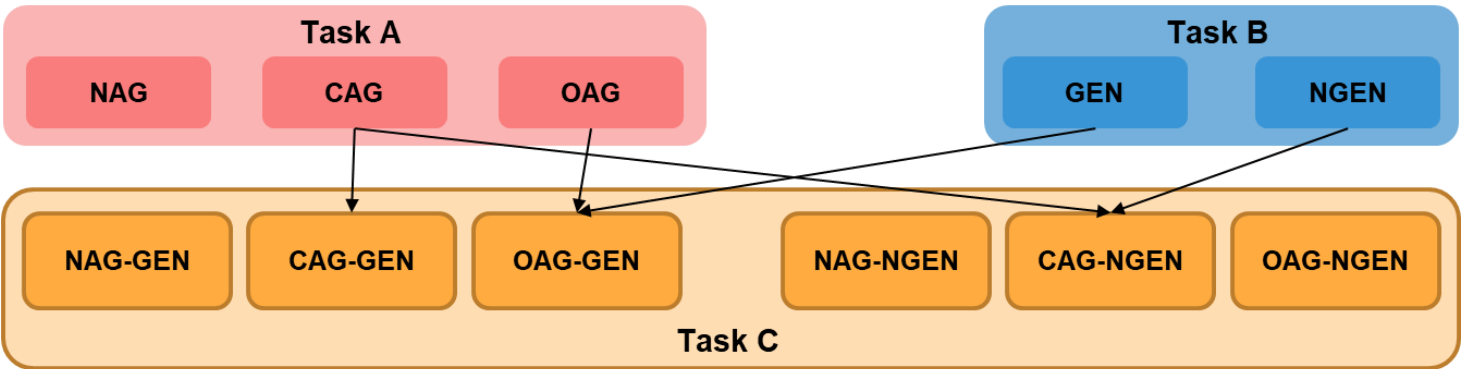 Task A
NAG
CAG
OAG
Task B
GEN
NGEN
NAG-GEN
CAG-GEN
OAG-GEN
NAG-NGEN
CAG-NGEN
OAG-NGEN
Task C